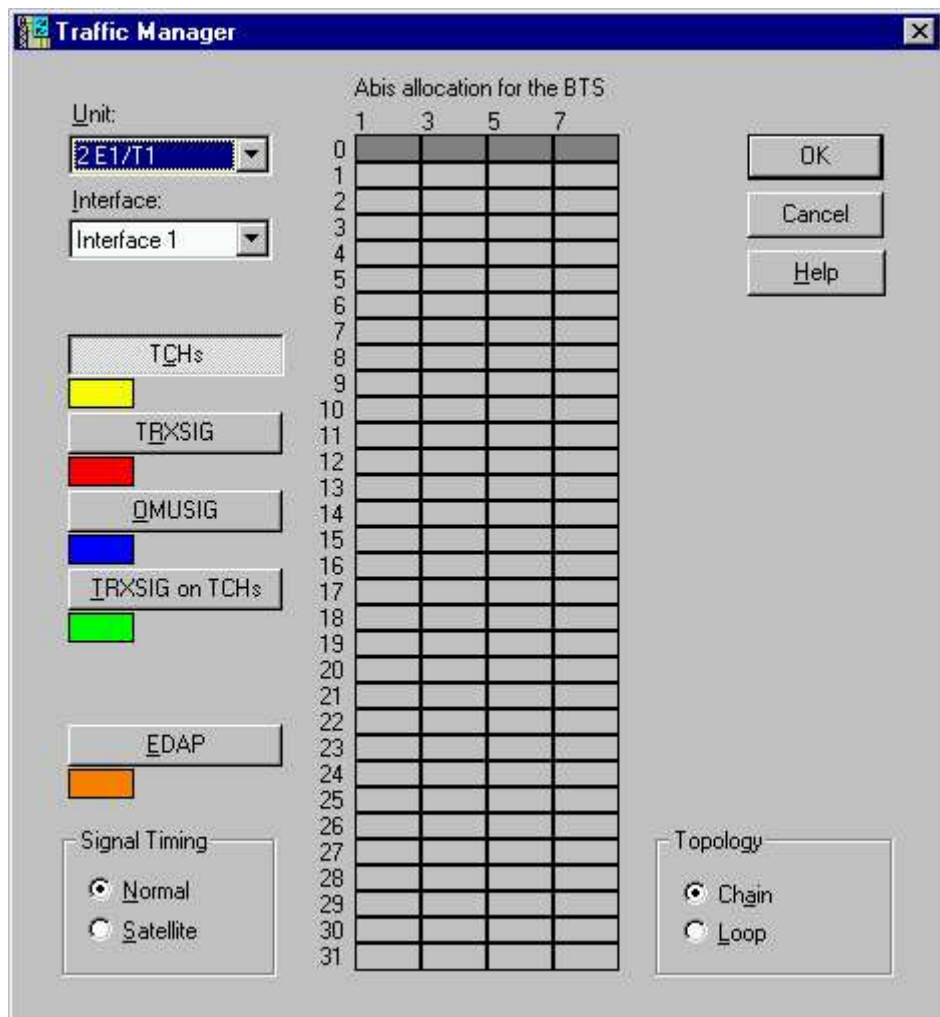 Traffic Manager
Abis allocation for the BTS
Unit:
1 3 5 7
2 E1/T1
OK
Interface:
Cancel
Interface 1
Help
0
1
2
3
4
5
6
7
8
9
10
11
12
13
14
15
16
17
18
19
20
21
22
23
24
25
26
27
28
29
30
31
TCHs
TRXSIG
OMUSIG
TRXSIG on TCHs
EDAP
Signal Timing
Normal
Satellite
Topology
Chain
Loop